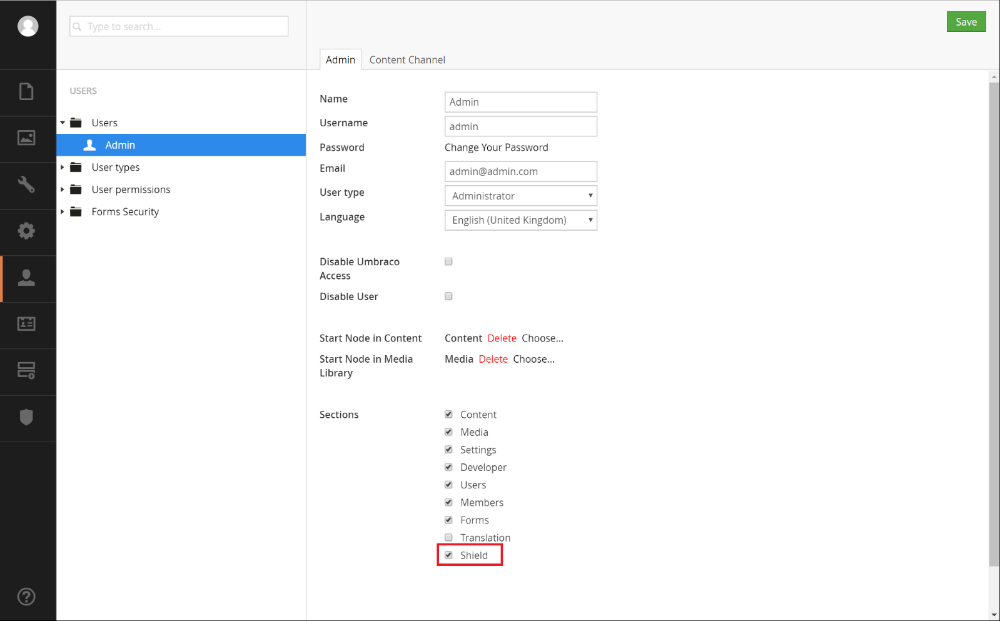 Type to search...
Save
Admin
Content Channel
USERS
Users
Admin
User types
User permissions
Forms Security
Name
Admin
Username
admin
Password
Change Your Password
Email
admin@admin.com
User type
Administrator
Language
English (United Kingdom)
Disable Umbraco
Access
Disable User
Start Node in Content
Content Delete Choose...
Start Node in Media
Library
Media Delete Choose...
Sections
Content
Media
Settings
Developer
Users
Members
Forms
Translation
Shield